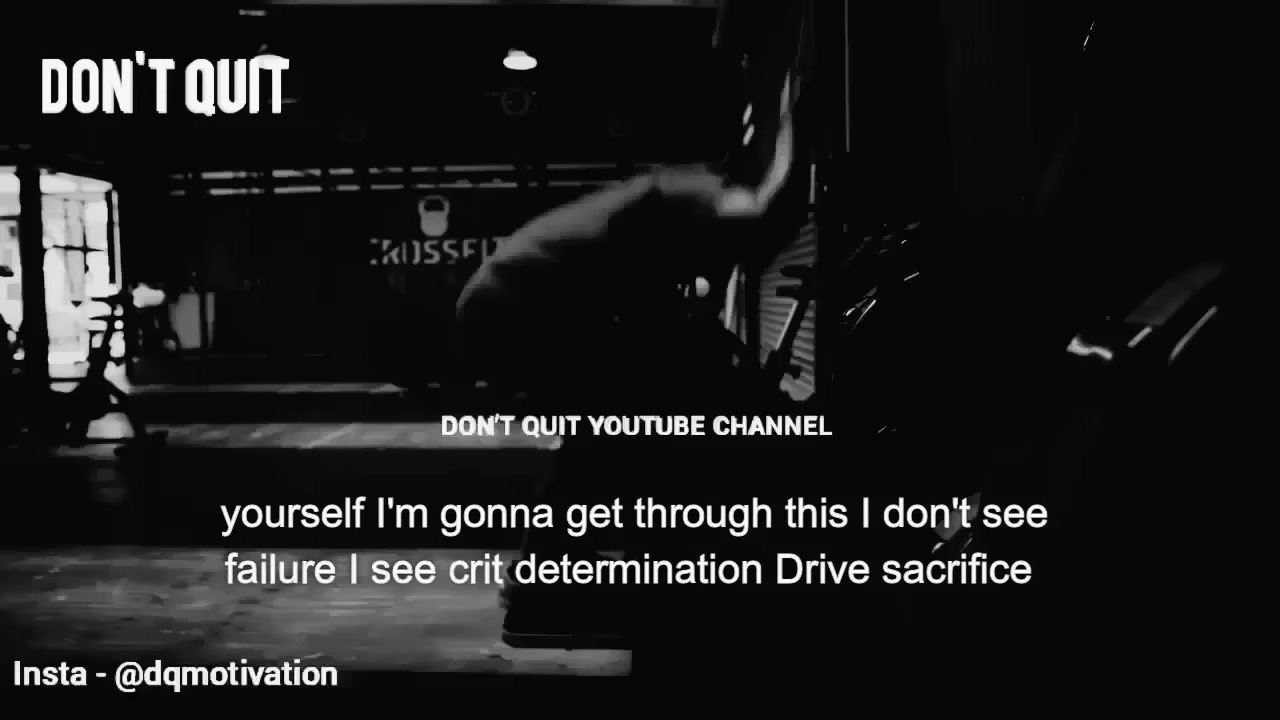 DON'T QUIT
CROSSFIT
DON'T QUIT YOUTUBE CHANNEL
yourself I'm gonna get through this I don't see
failure I see crit determination Drive sacrifice
Insta - @dqmotivation